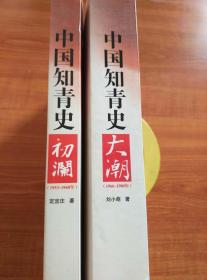 中国知青史
初澜
(1953-1968年)
定宜庄 著
中国知青史
大潮
(1966-1980年)
刘小萌 著